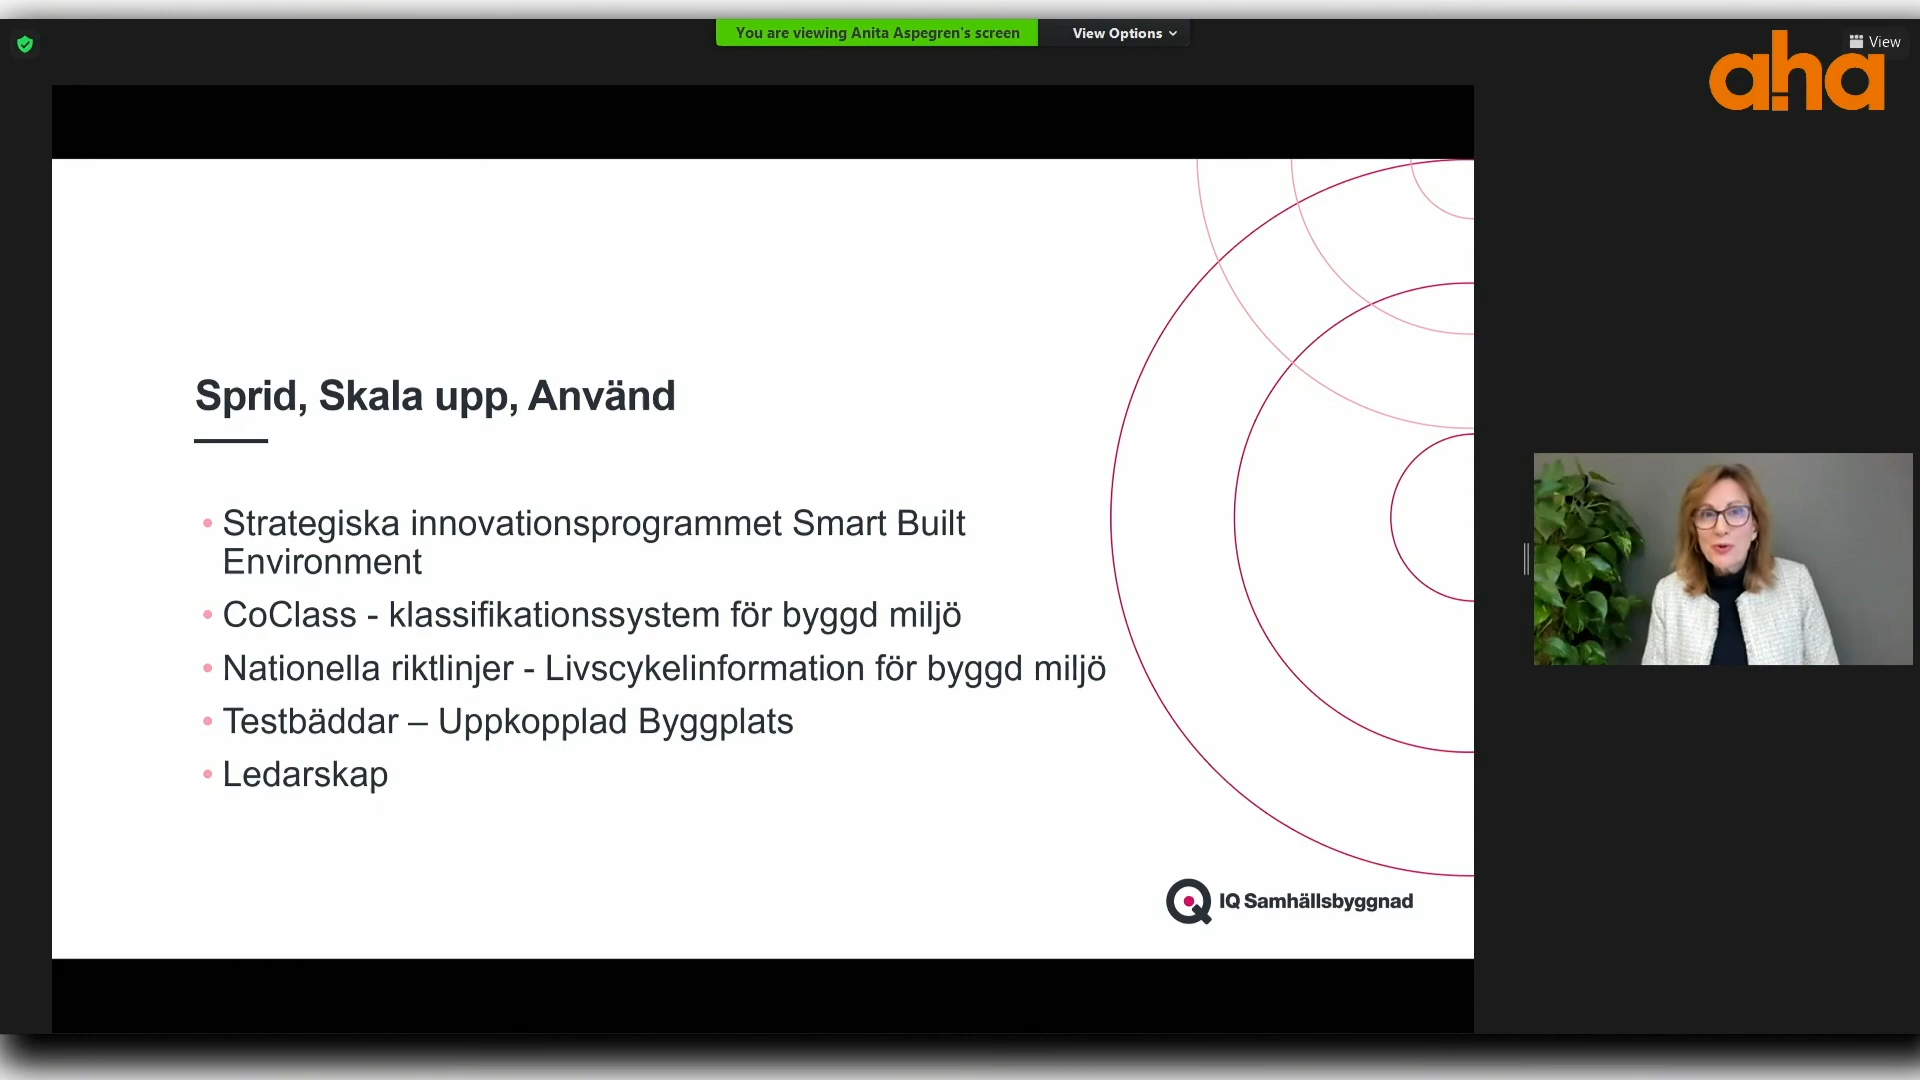 You are viewing Anita Aspegren's screen
View Options
View
aha
Sprid, Skala upp, Använd
• Strategiska innovationsprogrammet Smart Built
Environment
• CoClass - klassifikationssystem för byggd miljö
• Nationella riktlinjer - Livscykelinformation för byggd miljö
• Testbäddar – Uppkopplad Byggplats
• Ledarskap
IQ Samhällsbyggnad